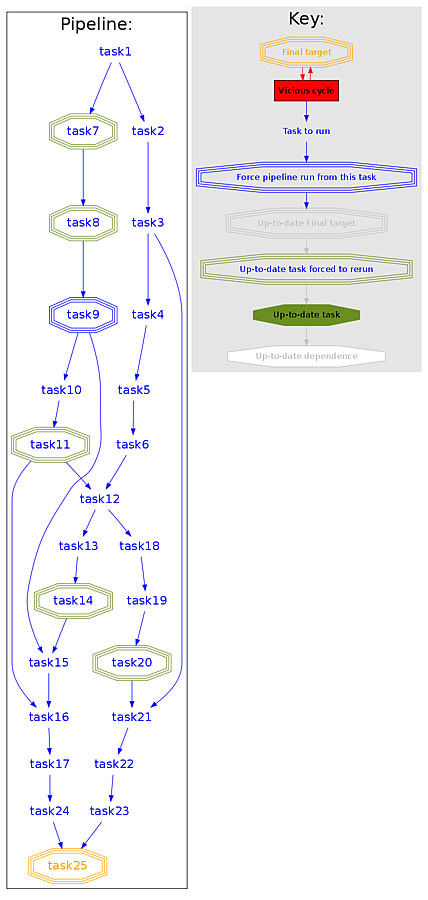 Pipeline:
task1
task7
task2
task8
task3
task9
task4
task10
task5
task11
task6
task12
task13
task18
task14
task19
task15
task20
task16
task21
task17
task22
task24
task23
task25
Key:
Final target
Vicious cycle
Task to run
Force pipeline run from this task
Up-to-date Final target
Up-to-date task forced to rerun
Up-to-date task
Up-to-date dependence